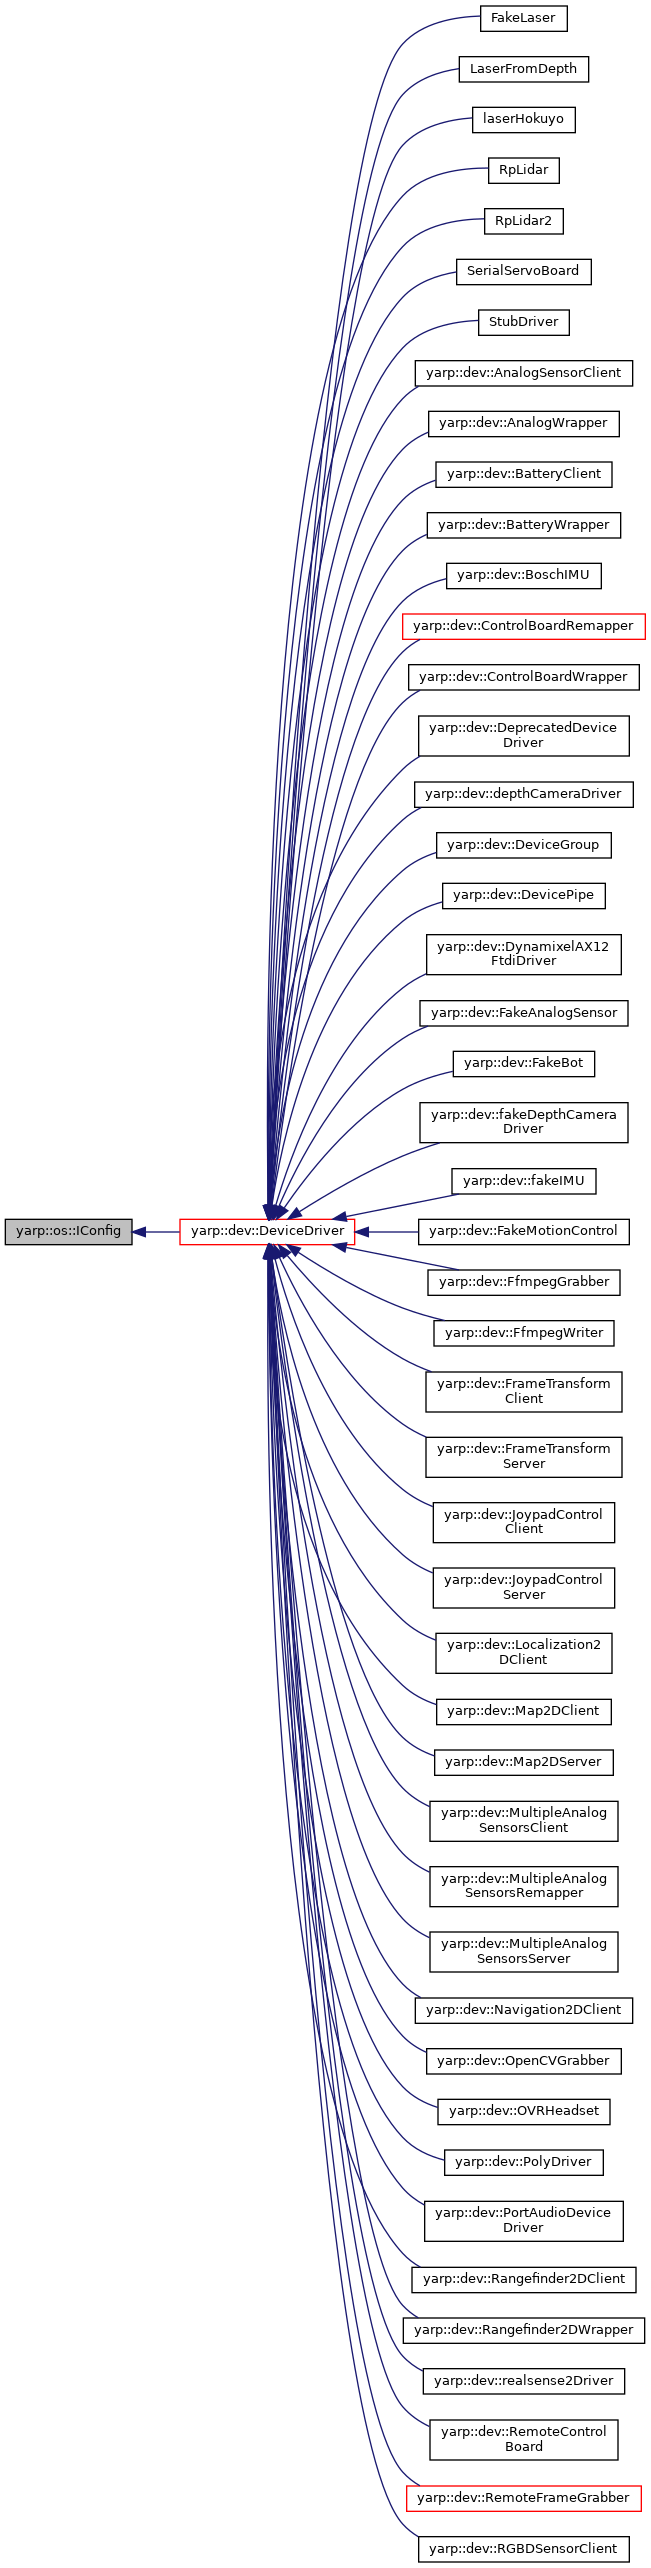 FakeLaser
LaserFromDepth
laserHokuyo
RpLidar
RpLidar2
SerialServoBoard
StubDriver
yarp::dev::AnalogSensorClient
yarp::dev::AnalogWrapper
yarp::dev::BatteryClient
yarp::dev::BatteryWrapper
yarp::dev::BoschIMU
yarp::dev::ControlBoardRemapper
yarp::dev::ControlBoardWrapper
yarp::dev::DeprecatedDevice
Driver
yarp::dev::depthCameraDriver
yarp::dev::DeviceGroup
yarp::dev::DevicePipe
yarp::dev::DynamixelAX12
FtdiDriver
yarp::dev::FakeAnalogSensor
yarp::dev::FakeBot
yarp::dev::fakeDepthCamera
Driver
yarp::dev::fakeIMU
yarp::os::IConfig
yarp::dev::DeviceDriver
yarp::dev::FakeMotionControl
yarp::dev::FfmpegGrabber
yarp::dev::FfmpegWriter
yarp::dev::FrameTransform
Client
yarp::dev::FrameTransform
Server
yarp::dev::JoypadControl
Client
yarp::dev::JoypadControl
Server
yarp::dev::Localization2
DClient
yarp::dev::Map2DClient
yarp::dev::Map2DServer
yarp::dev::MultipleAnalog
SensorsClient
yarp::dev::MultipleAnalog
SensorsRemapper
yarp::dev::MultipleAnalog
SensorsServer
yarp::dev::Navigation2DClient
yarp::dev::OpenCVGrabber
yarp::dev::OVRHeadset
yarp::dev::PolyDriver
yarp::dev::PortAudioDevice
Driver
yarp::dev::Rangefinder2DClient
yarp::dev::Rangefinder2DWrapper
yarp::dev::realsense2Driver
yarp::dev::RemoteControl
Board
yarp::dev::RemoteFrameGrabber
yarp::dev::RGBDSensorClient